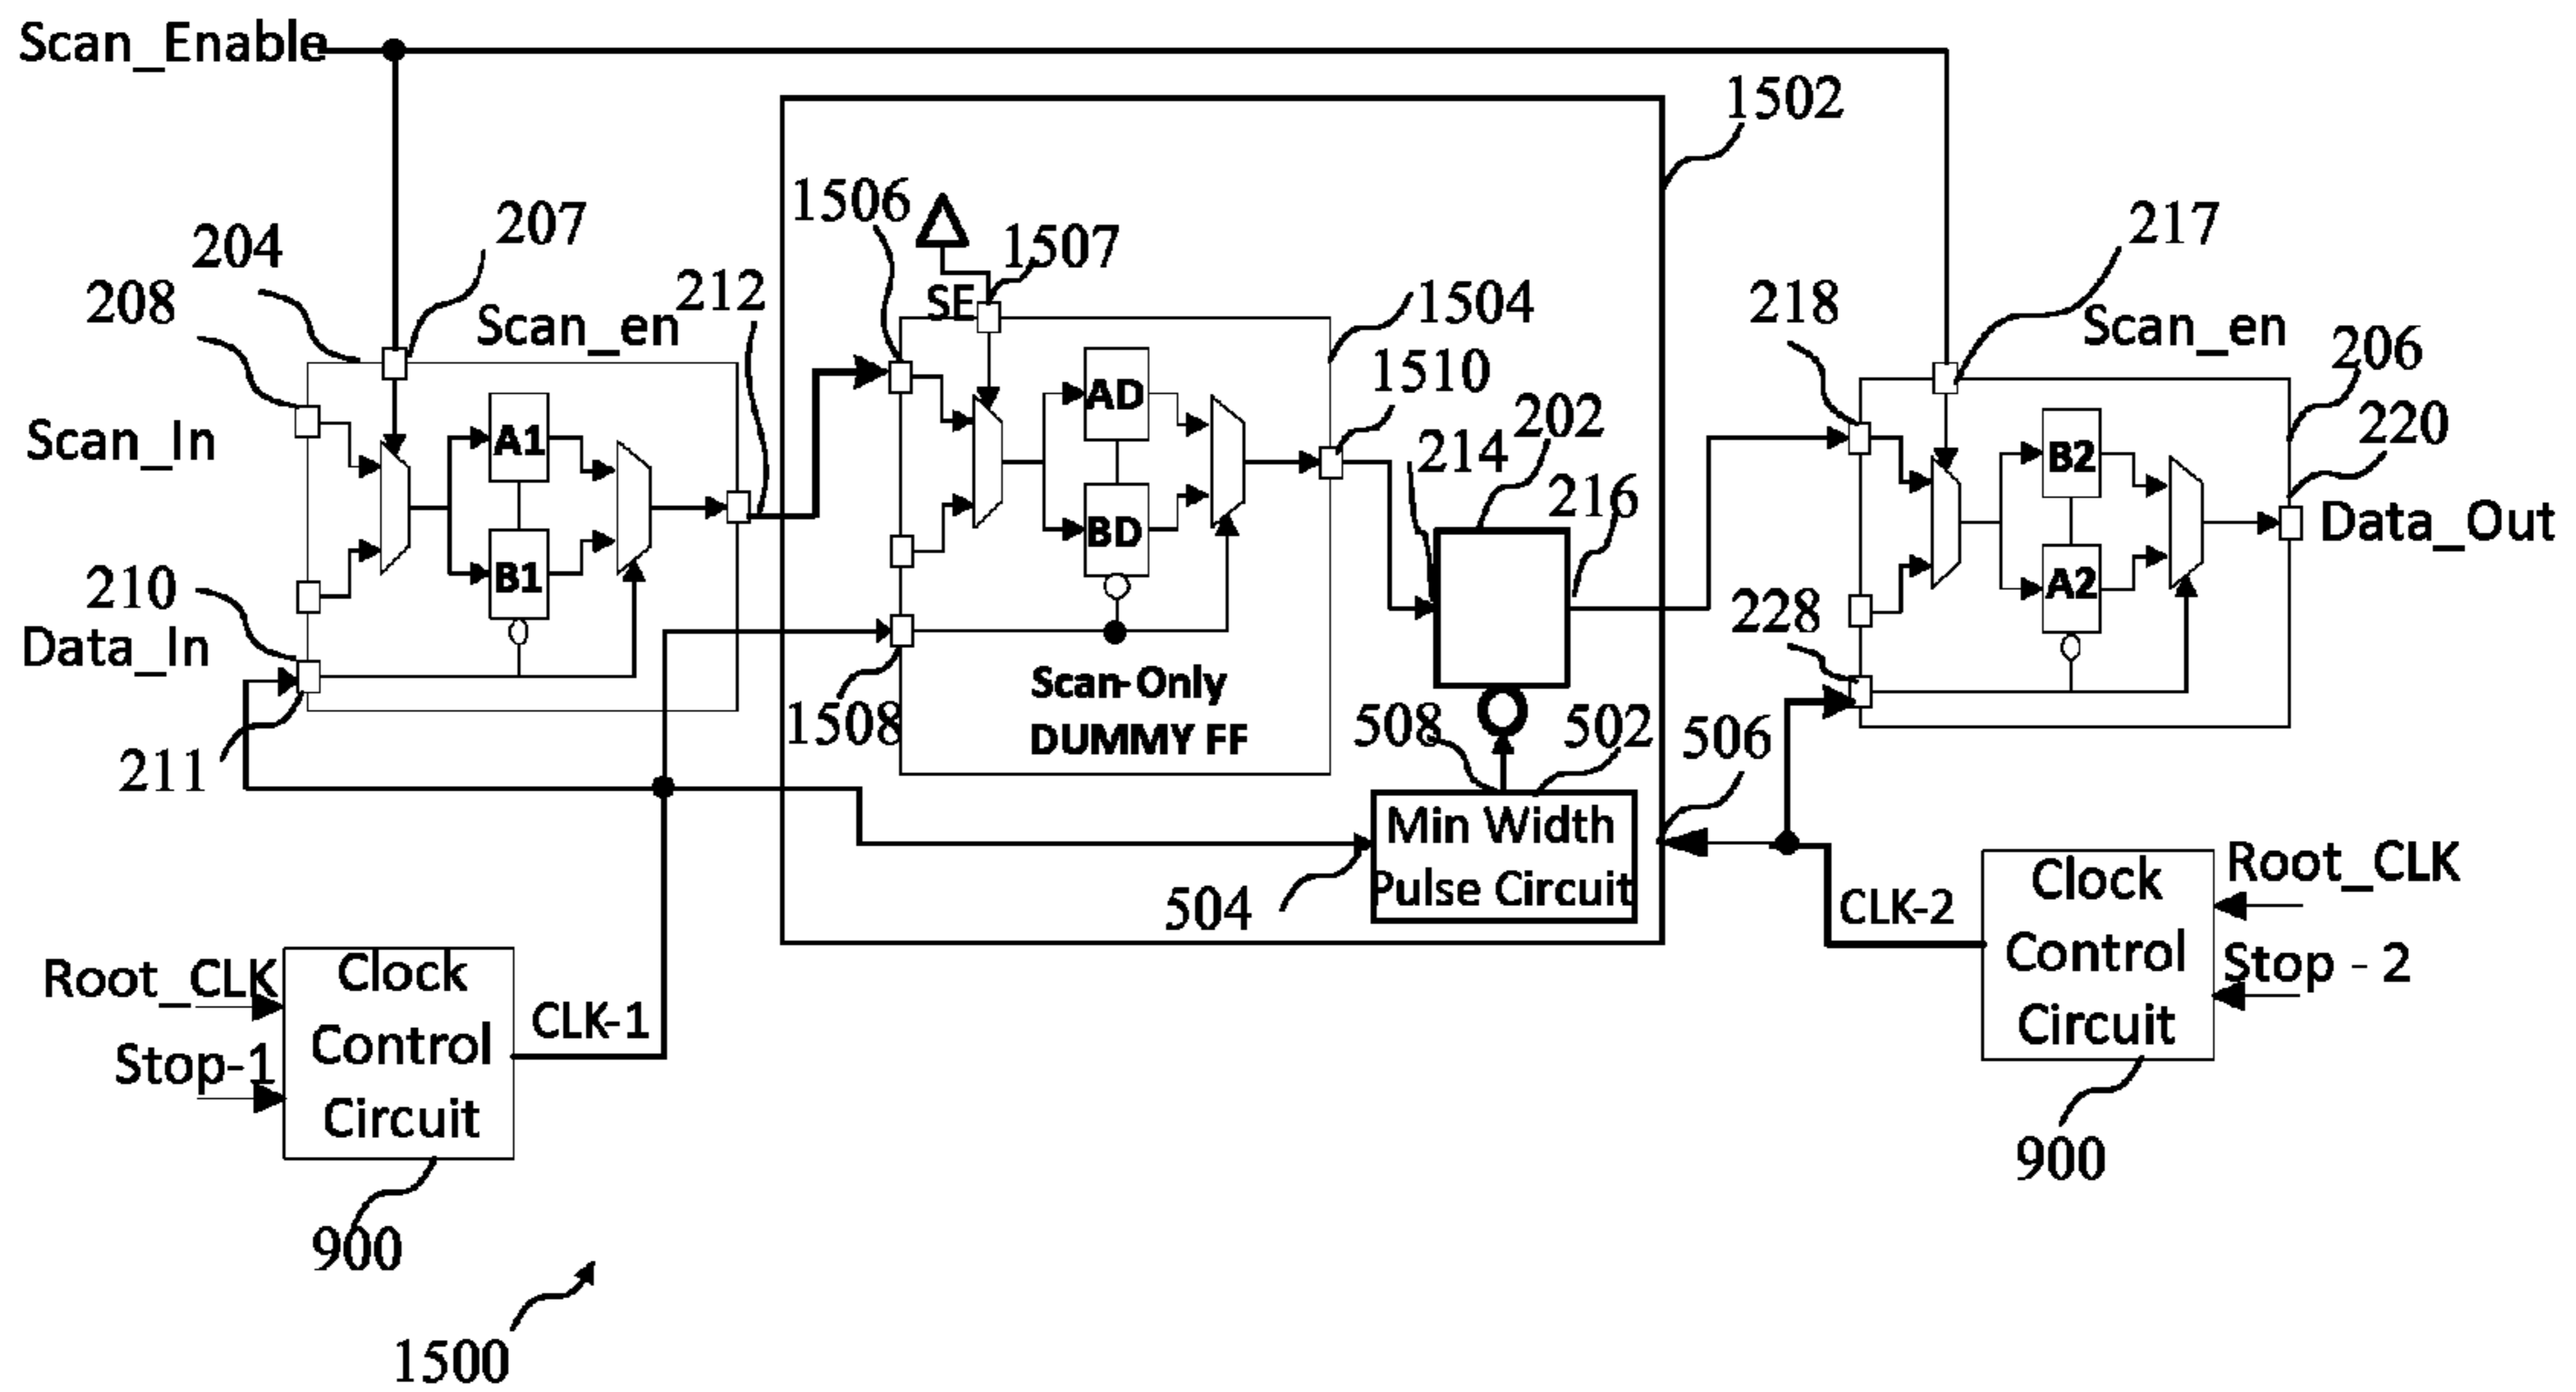 Scan_Enable
1502
1506
1507
207
204
217
208
212
SE
1504
218
Scan_en
Scan_en
206
1510
202
220
Scan_In
A1
AD
214
216
B2
Data_Out
BD
B1
A2
210
228
Data_In
Scan-Only
DUMMY FF
1508
508
502
506
211
Min Width
Pulse Circuit
504
CLK-2
Clock
Control
Circuit
Root_CLK
Stop - 2
900
Root_CLK
Stop-1
Clock
Control
Circuit
CLK-1
900
1500